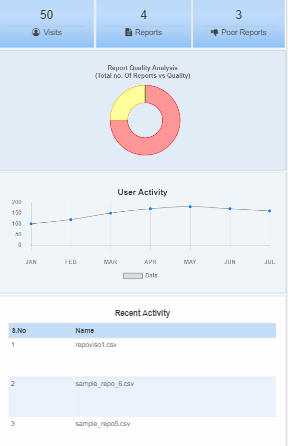 50 4 3
Visits Reports Poor Reports
Report Quality Analysis
(Total no. Of Reports vs Quality)
User Activity
200
150
100
50
0
JAN FEB MAR APR MAY JUN JUL
Data
Recent Activity
S.No Name
1 repoviso1.csv
2 sample_repo_6.csv
3 sample_repo5.csv